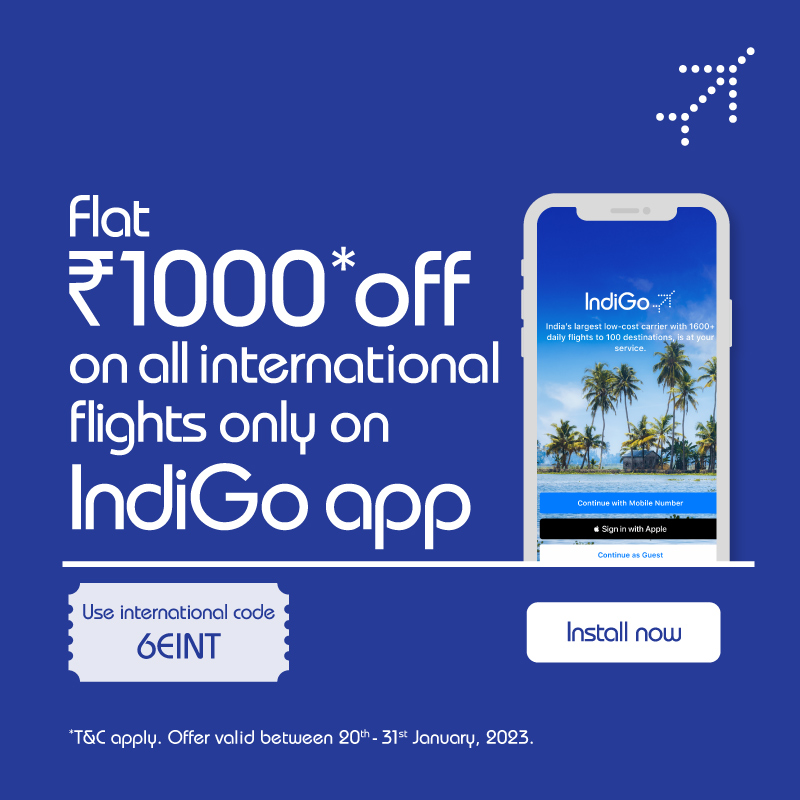 flat
₹1000*off
on all international
flights only on
IndiGo app
IndiGo
India's largest low-cost carrier with 1600+
daily flights to 100 destinations, is at your
service.
Continue with Mobile Number
Sign in with Apple
Continue as Guest
Use international code
6EINT
Install now
*T&C apply. Offer valid between 20th - 31st January, 2023.